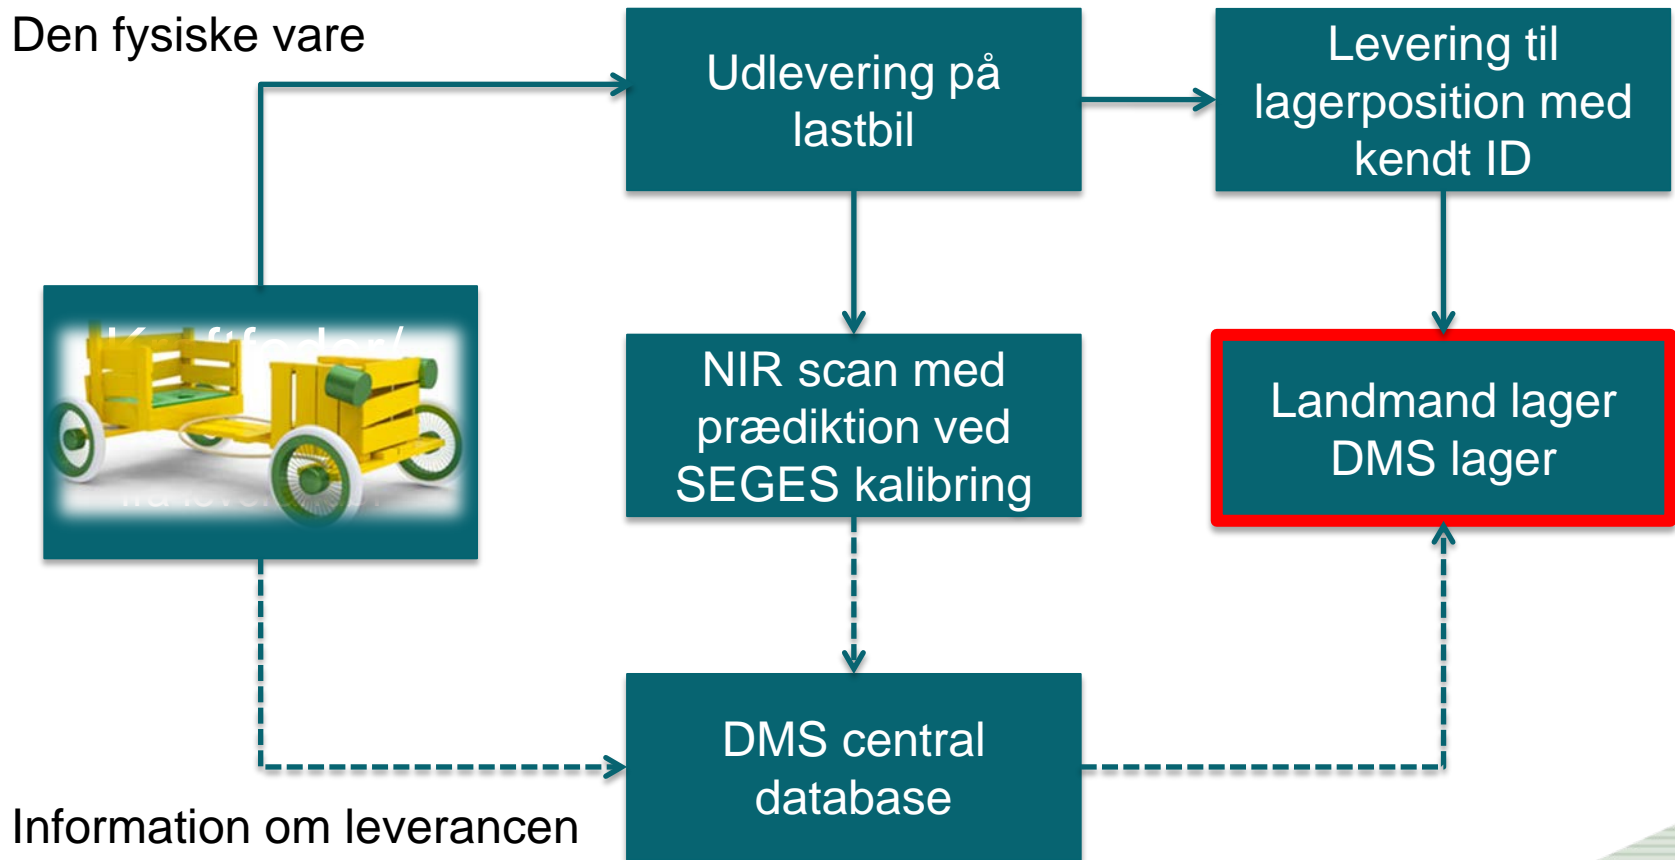 Den fysiske vare
Udlevering på
lastbil
Levering til
lagerposition med
kendt ID
NIR scan med
prædiktion ved
SEGES kalibring
Landmand lager
DMS lager
DMS central
database
Information om leverancen